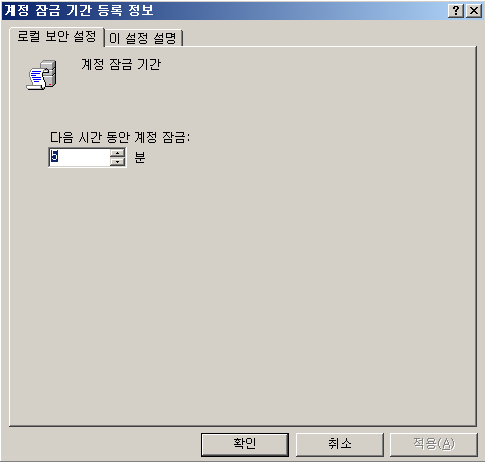 계정 잠금 기간 등록 정보
로컬 보안 설정 이 설정 설명
계정 잠금 기간
다음 시간 동안 계정 잠금:
5 분
확인 취소 적용(A)